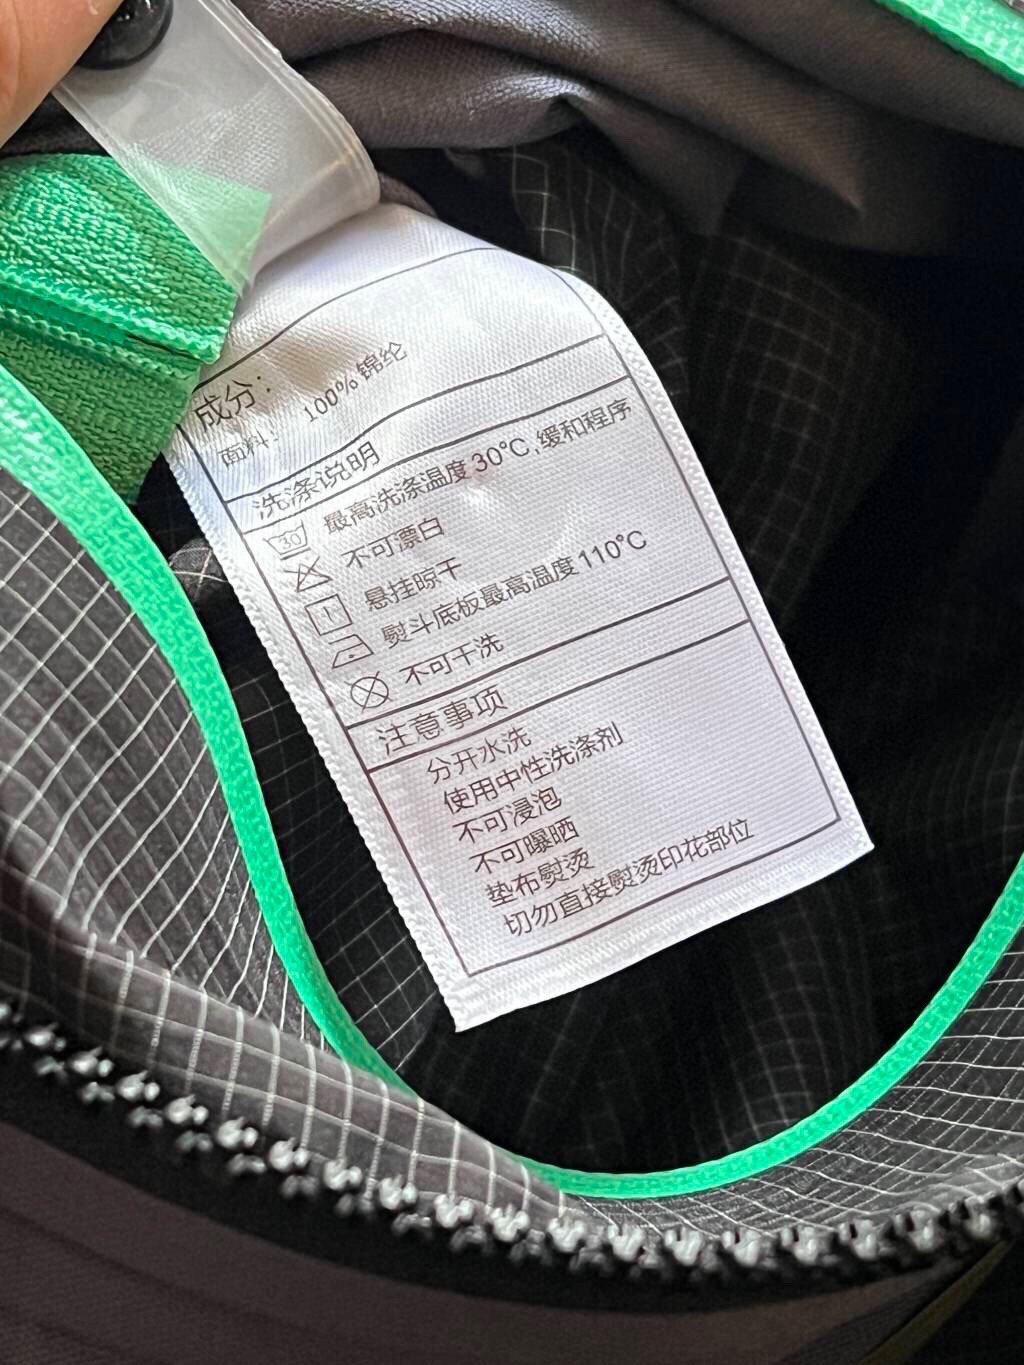 成分：
面料： 100% 锦纶
洗涤说明
30 最高洗涤温度30°C,缓和程序
不可漂白
悬挂晾干
熨斗底板最高温度110°C
不可干洗
注意事项
分开水洗
使用中性洗涤剂
不可浸泡
不可曝晒
垫布熨烫
切勿直接熨烫印花部位